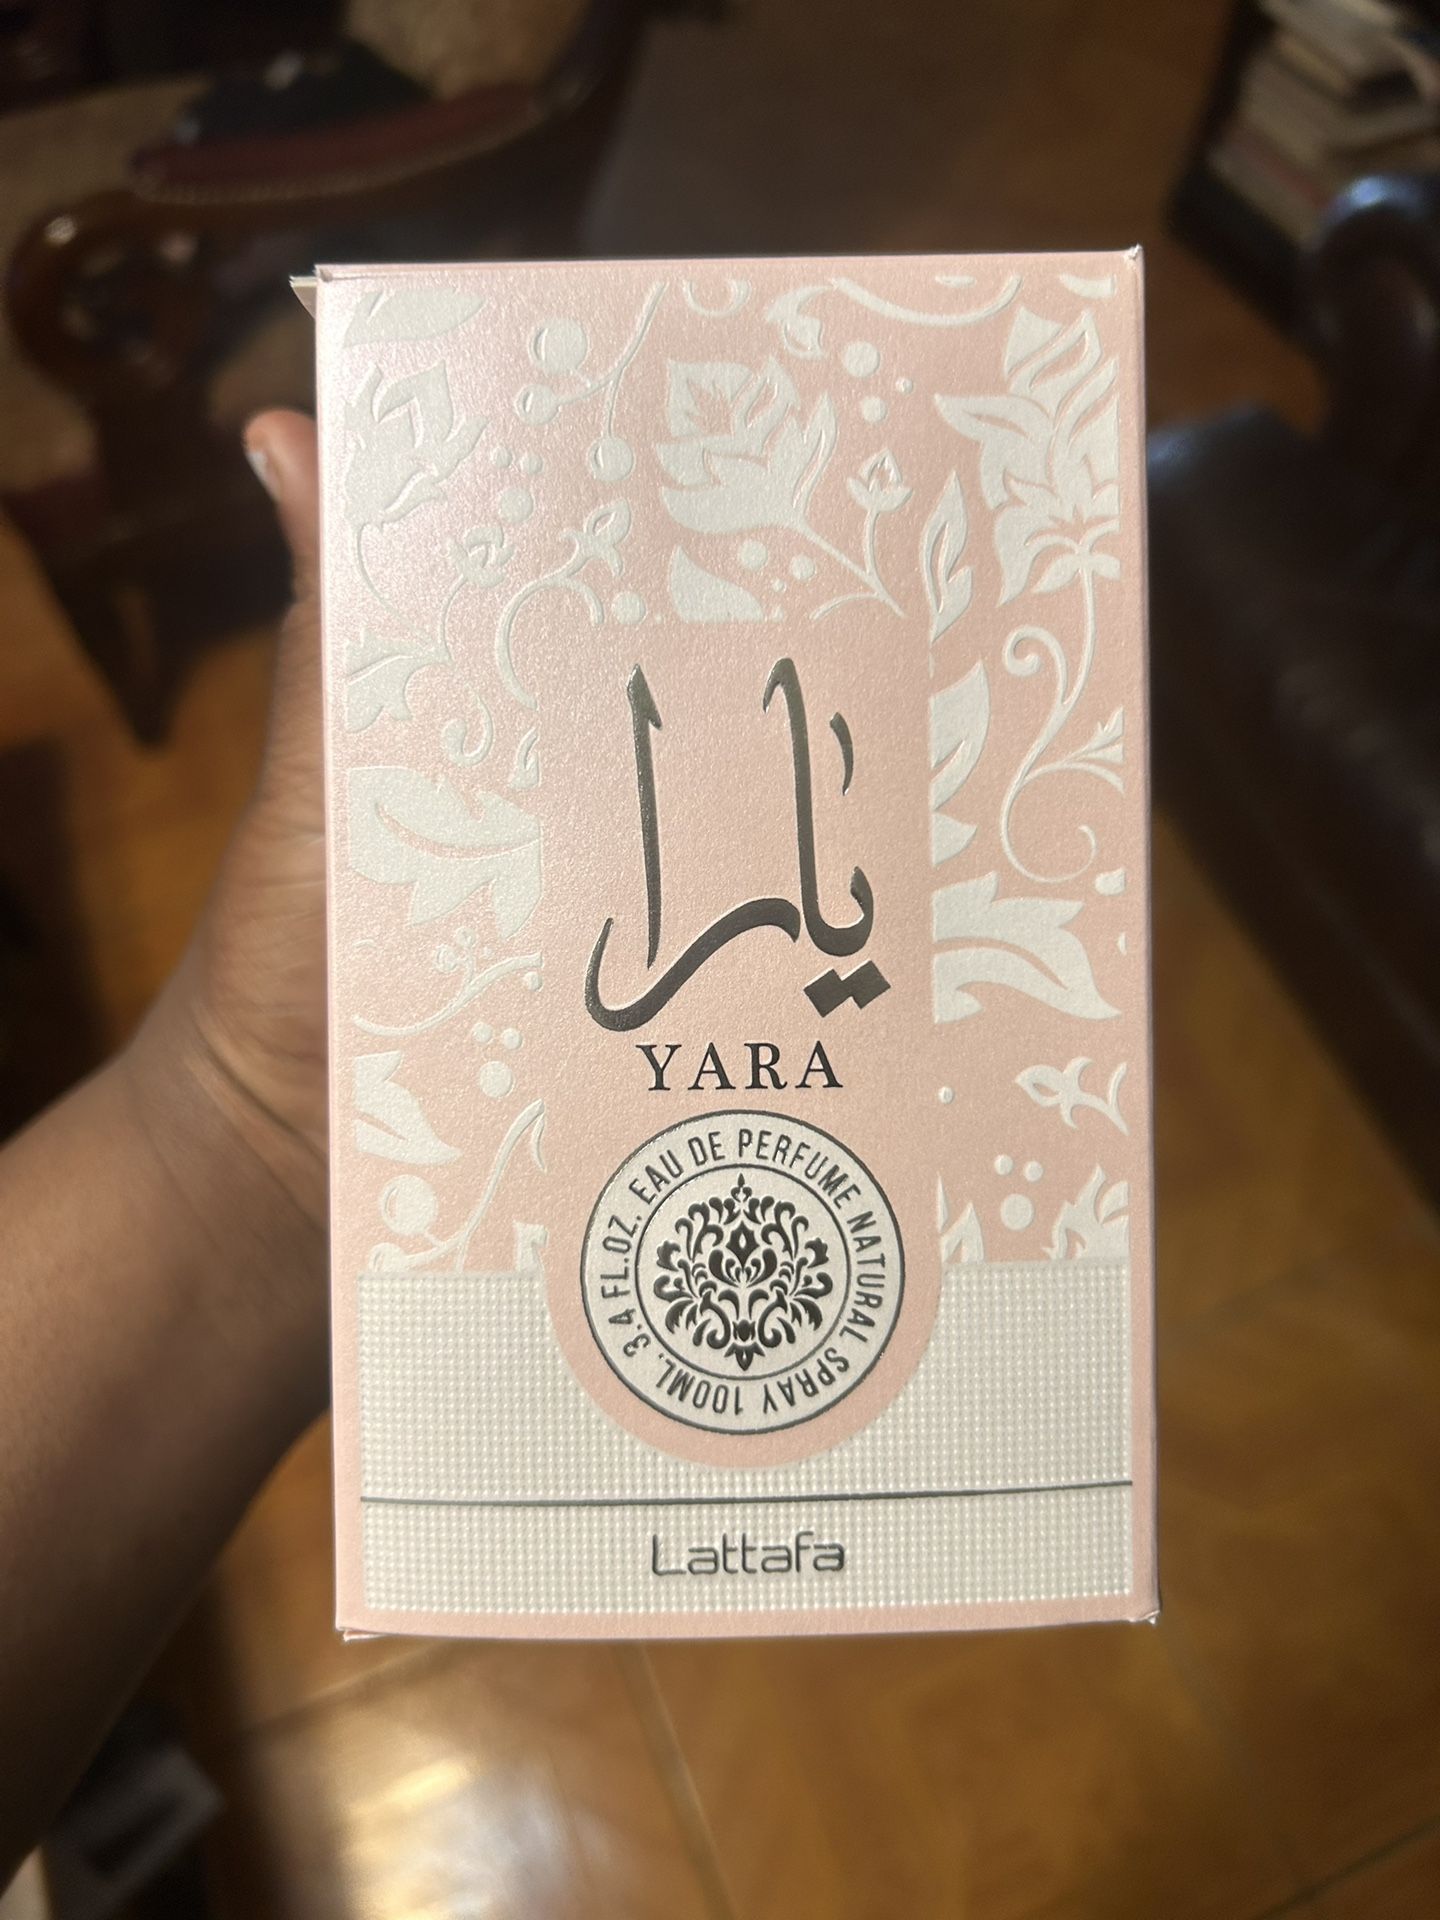 يارا
YARA
EAU DE PERFUME NATURAL SPRAY 100ML. 3.4 FL.OZ.
Lattafa